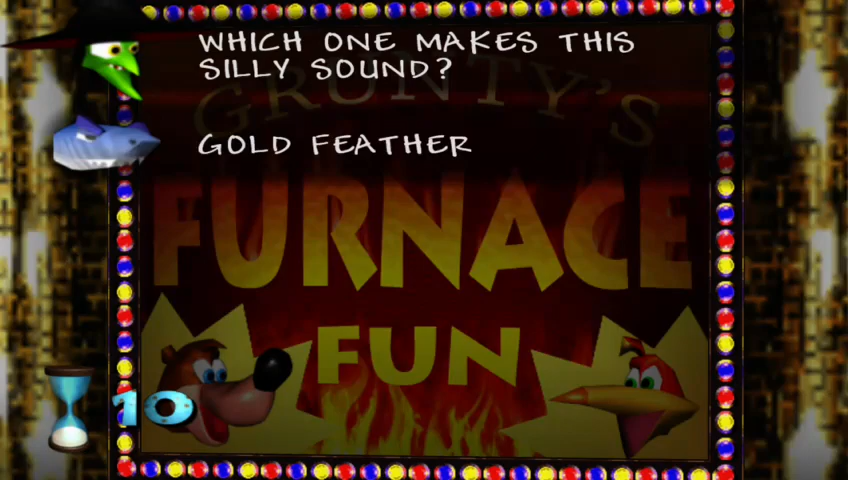 WHICH ONE MAKES THIS
SILLY SOUND?
GRUNTY'S
GOLD FEATHER
FURNACE
FUN
10